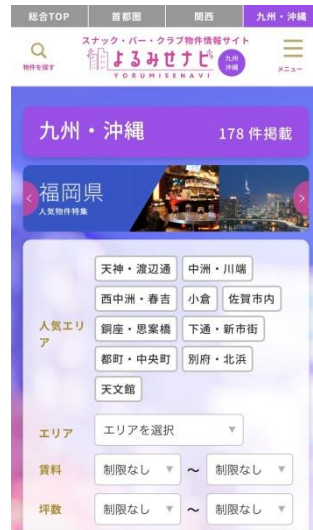 総合TOP 首都圏 関西 九州・沖縄
スナック・バー・クラブ物件情報サイト
よるみせナビ 九州 沖縄
YORUMISENAVI
物件を探す
メニュー
九州・沖縄 178 件掲載
福岡県
人気物件特集
人気エリア
天神・渡辺通 中洲・川端
西中洲・春吉 小倉 佐賀市内
銅座・思案橋 下通・新市街
都町・中央町 別府・北浜
天文館
エリア エリアを選択
賃料 制限なし ~ 制限なし
坪数 制限なし ~ 制限なし